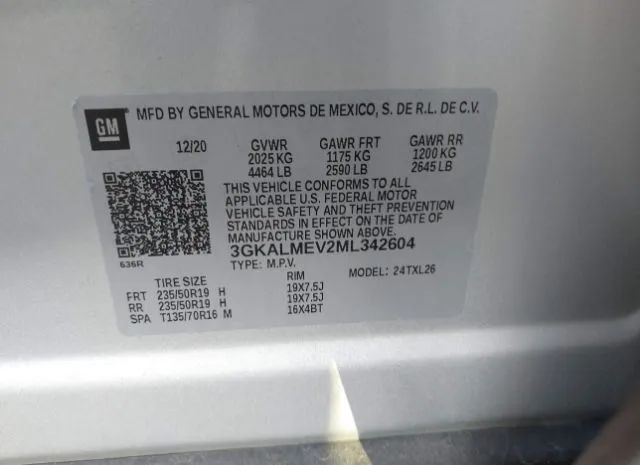 GM
MFD BY GENERAL MOTORS DE MEXICO, S. DE R.L. DE C.V.
12/20 GVWR GAWR FRT GAWR RR
2025 KG 1175 KG 1200 KG
4464 LB 2590 LB 2645 LB
THIS VEHICLE CONFORMS TO ALL
APPLICABLE U.S. FEDERAL MOTOR
VEHICLE SAFETY AND THEFT PREVENTION
STANDARDS IN EFFECT ON THE DATE OF
MANUFACTURE SHOWN ABOVE.
3GKALMEV2ML342604
636R
TYPE: M.P.V. MODEL: 24TXL26
TIRE SIZE RIM
FRT 235/50R19 H 19X7.5J
RR 235/50R19 H 19X7.5J
SPA T135/70R16 M 16X4BT